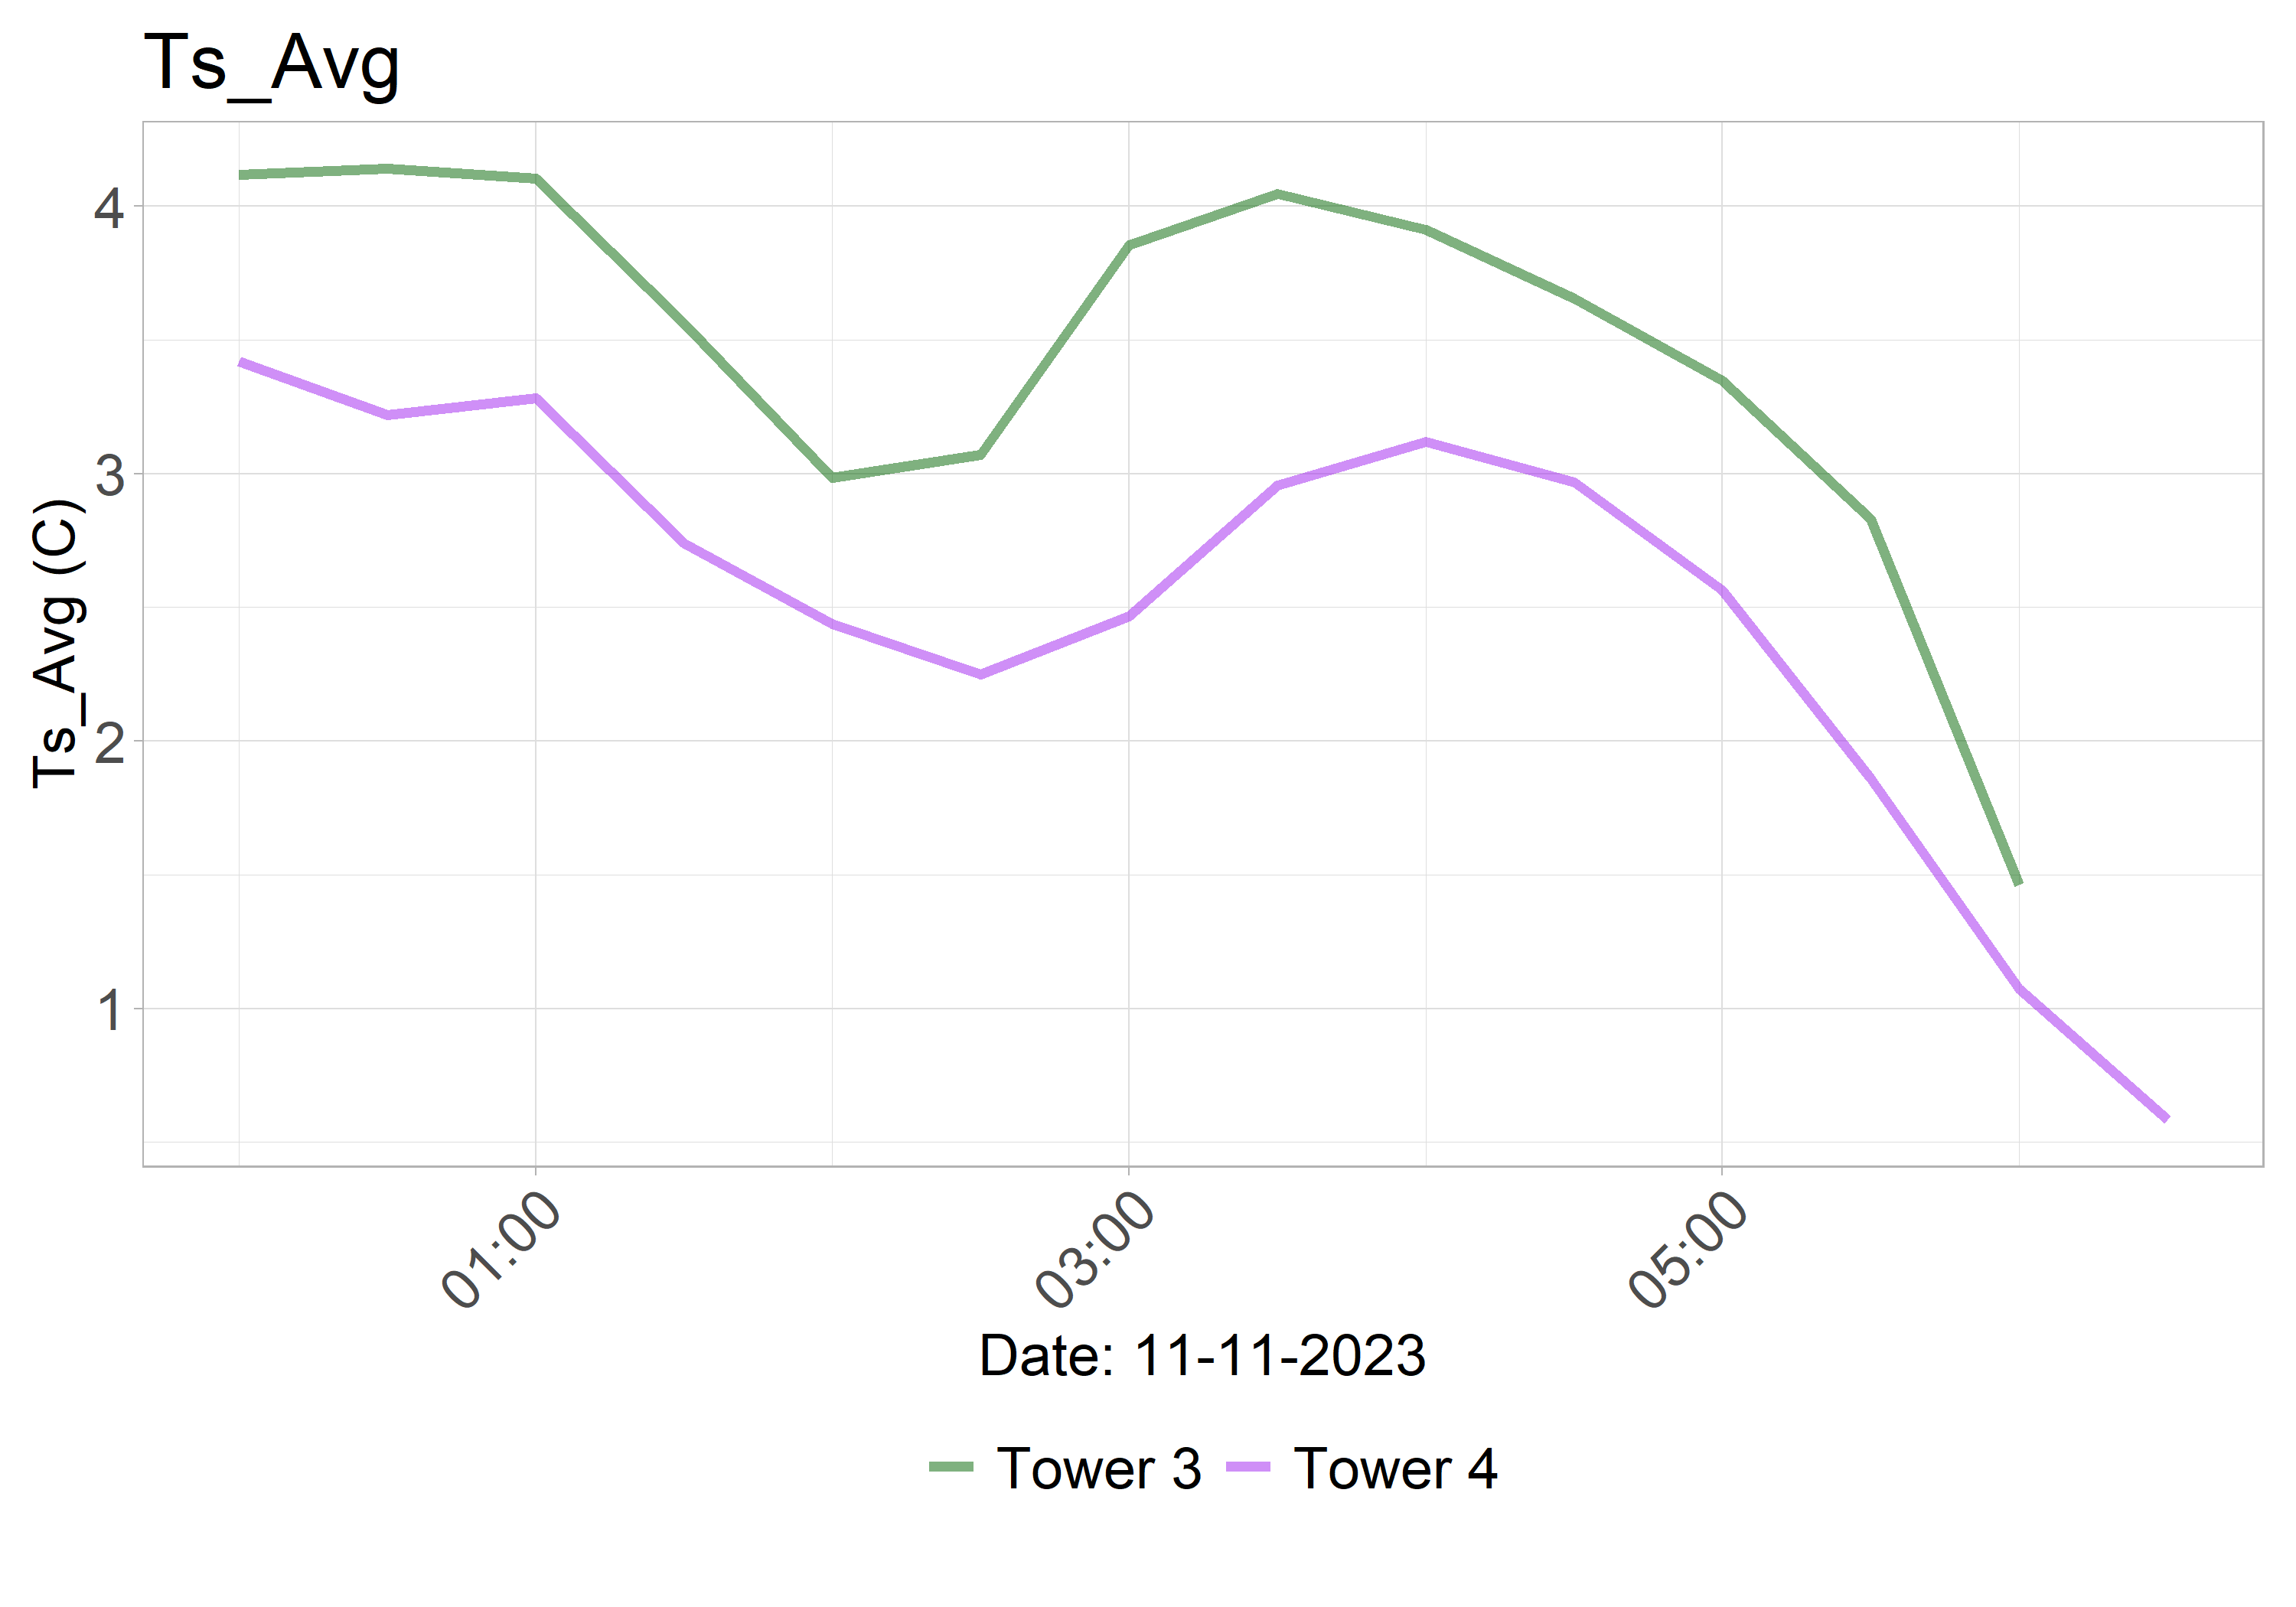 Ts_Avg
Ts_Avg (C)
4
3
2
1
01:00
03:00
05:00
Date: 11-11-2023
Tower 3
Tower 4